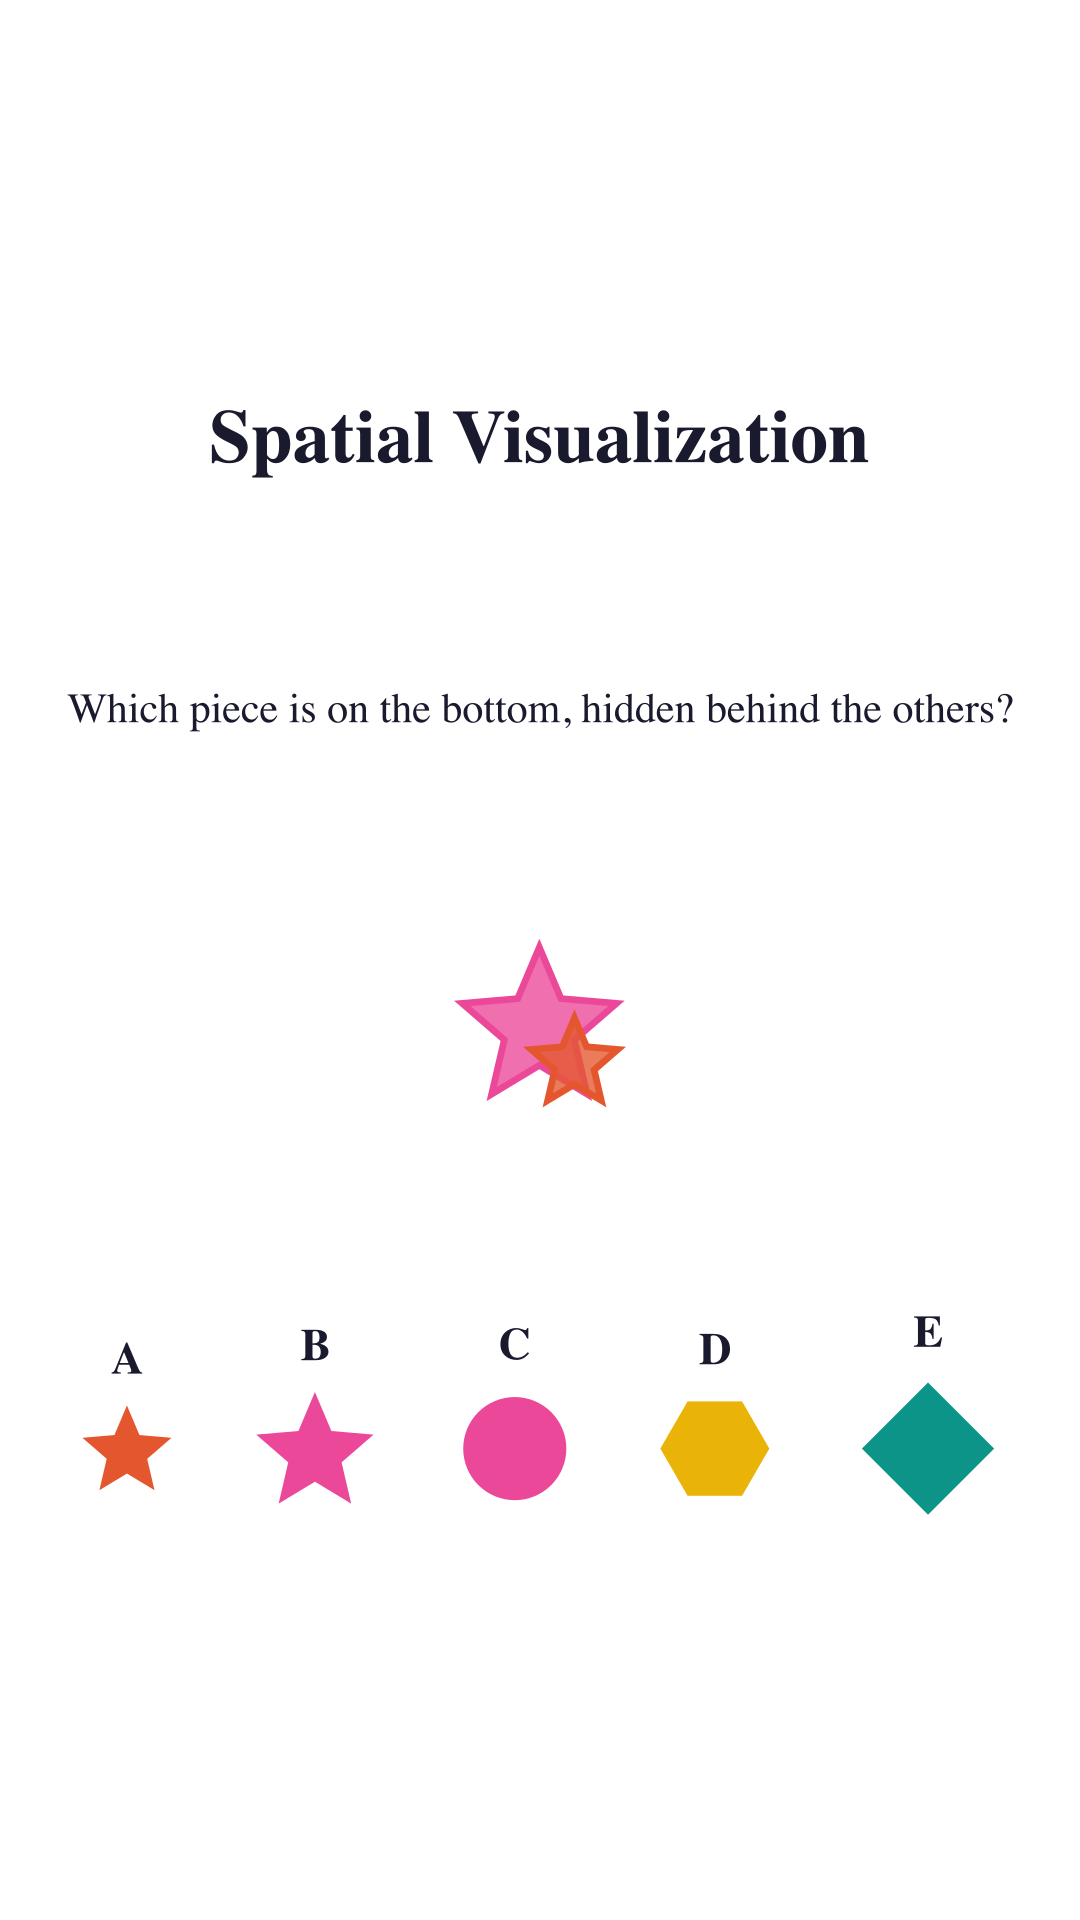 Spatial Visualization
Which piece is on the bottom, hidden behind the others?
A B C D E